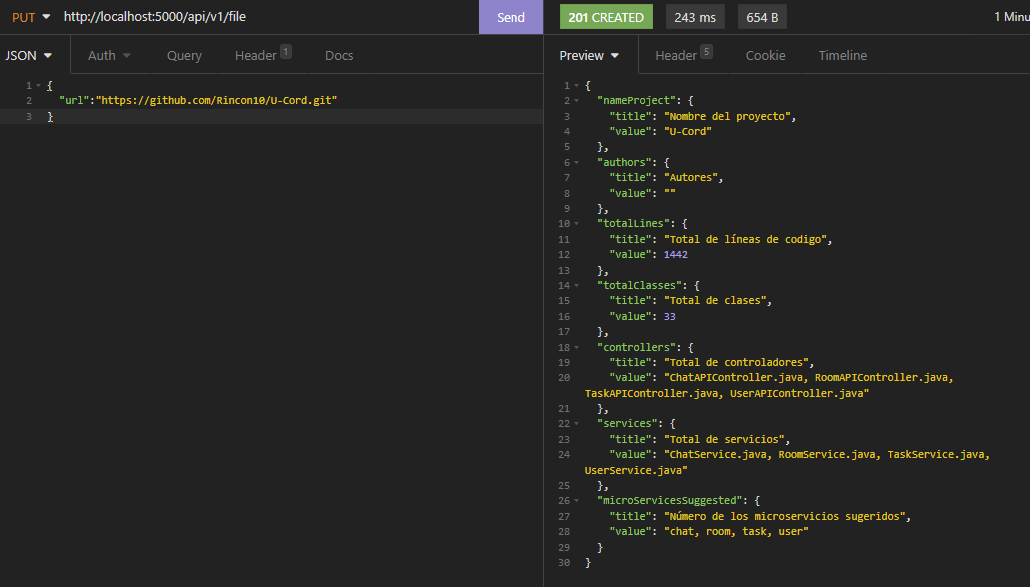 PUT http://localhost:5000/api/v1/file Send 201 CREATED 243 ms 654 B 1 Minu
JSON Auth Query Header 1 Docs
1 {
2 "url":"https://github.com/Rincon10/U-Cord.git"
3 }
Preview Header 5 Cookie Timeline
1 {
2 "nameProject": {
3 "title": "Nombre del proyecto",
4 "value": "U-Cord"
5 },
6 "authors": {
7 "title": "Autores",
8 "value": ""
9 },
10 "totalLines": {
11 "title": "Total de líneas de codigo",
12 "value": 1442
13 },
14 "totalClasses": {
15 "title": "Total de clases",
16 "value": 33
17 },
18 "controllers": {
19 "title": "Total de controladores",
20 "value": "ChatAPIController.java, RoomAPIController.java,
TaskAPIController.java, UserAPIController.java"
21 },
22 "services": {
23 "title": "Total de servicios",
24 "value": "ChatService.java, RoomService.java, TaskService.java,
UserService.java"
25 },
26 "microServicesSuggested": {
27 "title": "Número de los microservicios sugeridos",
28 "value": "chat, room, task, user"
29 }
30 }